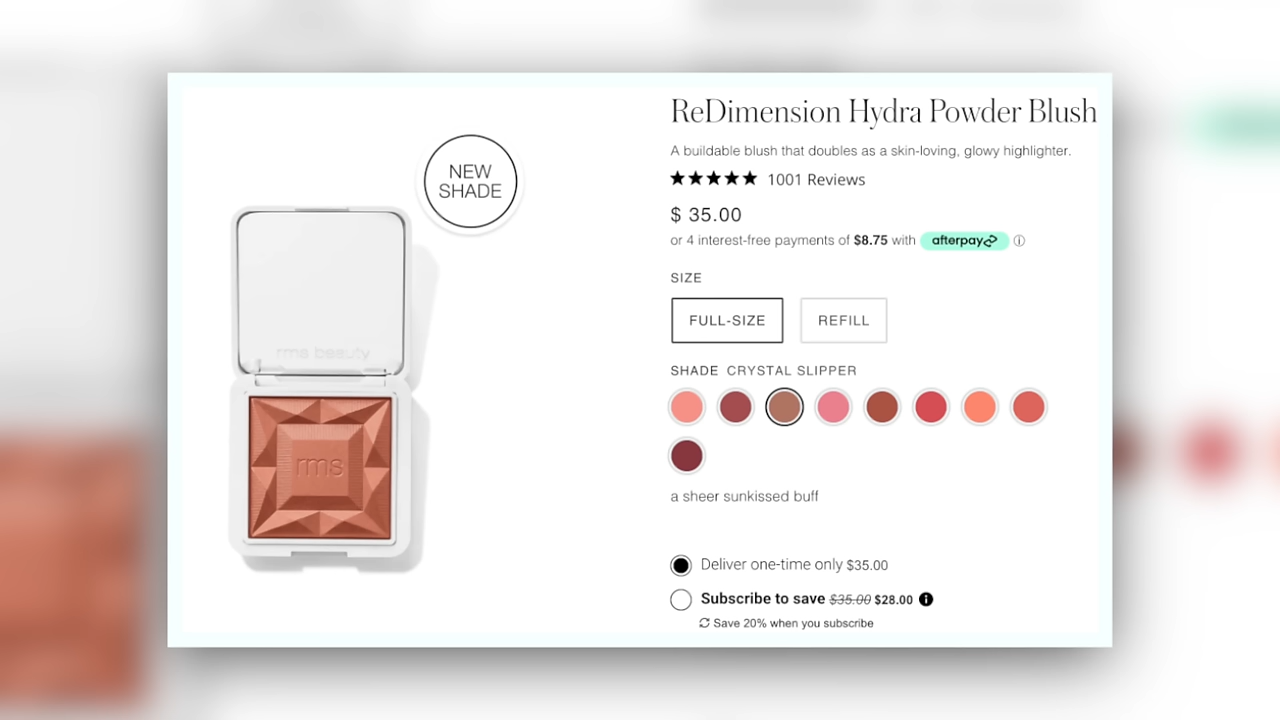 NEW
SHADE
rms beauty
rms
ReDimension Hydra Powder Blush
A buildable blush that doubles as a skin-loving, glowy highlighter.
★★★★★ 1001 Reviews
$ 35.00
or 4 interest-free payments of $8.75 with afterpay ⓘ
SIZE
FULL-SIZE REFILL
SHADE CRYSTAL SLIPPER
a sheer sunkissed buff
Deliver one-time only $35.00
Subscribe to save $35.00 $28.00 i
Save 20% when you subscribe